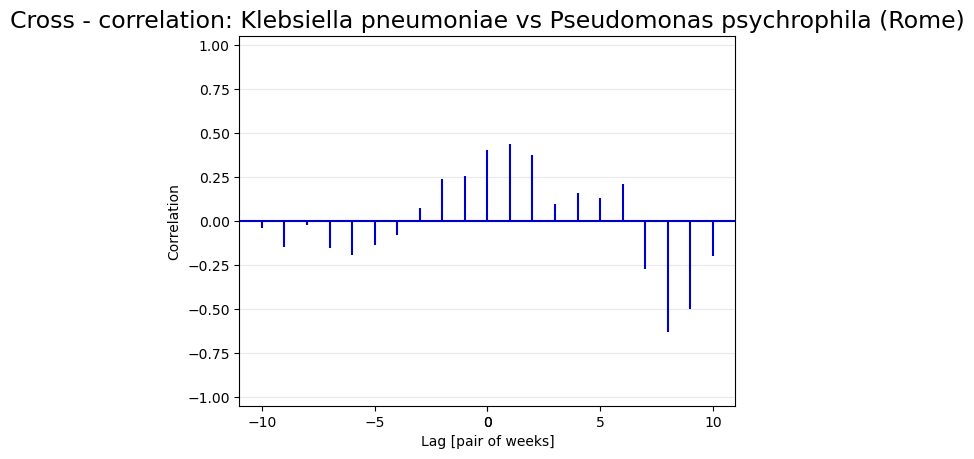 Cross - correlation: Klebsiella pneumoniae vs Pseudomonas psychrophila (Rome)
1.00
0.75
0.50
0.25
0.00
−0.25
−0.50
−0.75
−1.00
Correlation
−10 −5 0 5 10
Lag [pair of weeks]